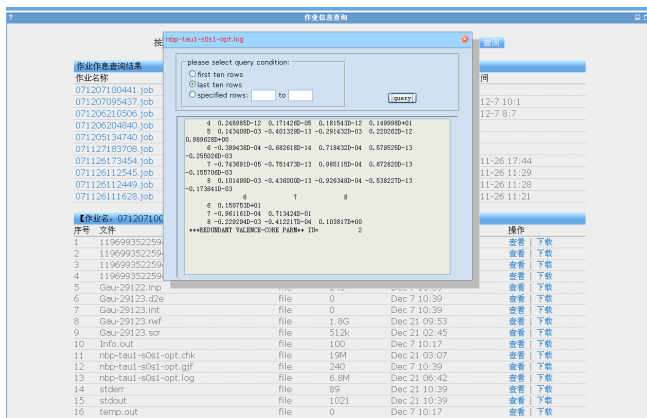 作业信息查询
按
查询
nbp-tau1-s0s1-opt.log
please select query condition:
first ten rows
last ten rows
specified rows: to
query
4 0.248985D-12 0.171426D-05 0.181543D-12 0.149998D+01
5 0.143409D-03 -0.401329D-13 -0.291432D-03 0.220262D-12
0.989628D+00
6 -0.399438D-04 -0.682618D-14 0.718432D-04 0.579525D-13
-0.255026D-03
7 -0.743691D-05 -0.751473D-13 0.985115D-04 0.672820D-13
-0.155706D-03
8 0.101499D-03 -0.436000D-13 -0.926348D-04 -0.538227D-13
-0.173641D-03
6 7 8
6 0.150753D+01
7 -0.961161D-04 0.713424D-01
8 -0.229294D-03 -0.412217D-04 0.103817D+00
***REDUNDANT VALENCE-CORE PARM** ID= 2
作业作息查询结果
作业名称 间
071207100441.job
071207095437.job 12-7 10:1
071206210506.job 12-7 8:7
071206204840.job
071205134740.job
071127183708.job
071126173454.job 11-26 17:44
071126112545.job 11-26 11:29
071126112449.job 11-26 11:28
071126111628.job 11-26 11:21
【作业名：071207100
序号 文件 操作
1 1196993522594 查看 | 下载
2 119699352259 查看 | 下载
3 1196993522594 查看 | 下载
4 1196993522594 查看 | 下载
5 Gau-29122.inp file Dec 7 10:39 查看 | 下载
6 Gau-29123.d2e file 0 Dec 7 10:39 查看 | 下载
7 Gau-29123.int file 0 Dec 7 10:39 查看 | 下载
8 Gau-29123.rwf file 1.8G Dec 21 09:53 查看 | 下载
9 Gau-29123.scr file 512k Dec 21 02:45 查看 | 下载
10 Info.out file 100 Dec 7 10:17 查看 | 下载
11 nbp-tau1-s0s1-opt.chk file 19M Dec 21 03:07 查看 | 下载
12 nbp-tau1-s0s1-opt.gjf file 240 Dec 7 10:39 查看 | 下载
13 nbp-tau1-s0s1-opt.log file 6.8M Dec 21 06:42 查看 | 下载
14 stderr file 89 Dec 21 10:39 查看 | 下载
15 stdout file 1021 Dec 21 10:39 查看 | 下载
16 temp.out file 0 Dec 7 10:17 查看 | 下载